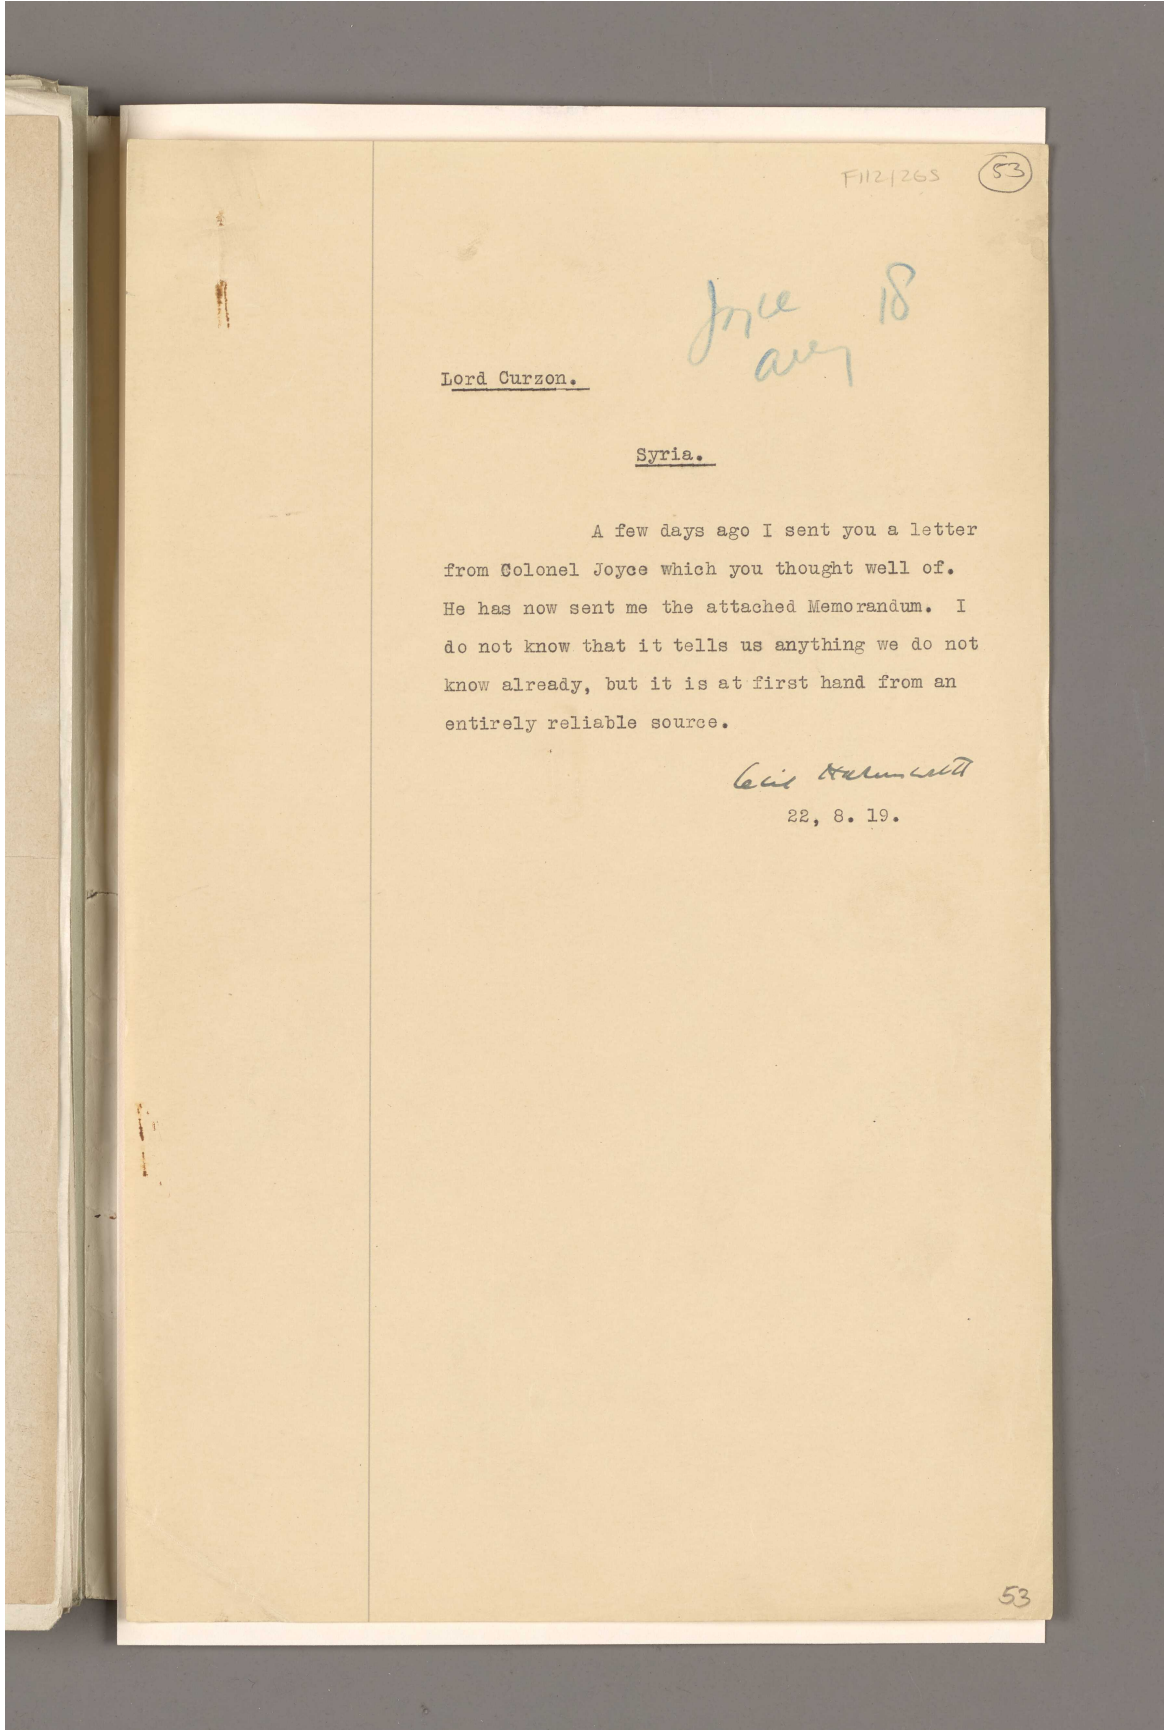 F112/268 53
Joyce 18
Aug
Lord Curzon.
Syria.
A few days ago I sent you a letter
from Colonel Joyce which you thought well of.
He has now sent me the attached Memorandum. I
do not know that it tells us anything we do not
know already, but it is at first hand from an
entirely reliable source.
Cecil Harmsworth
22, 8. 19.
53